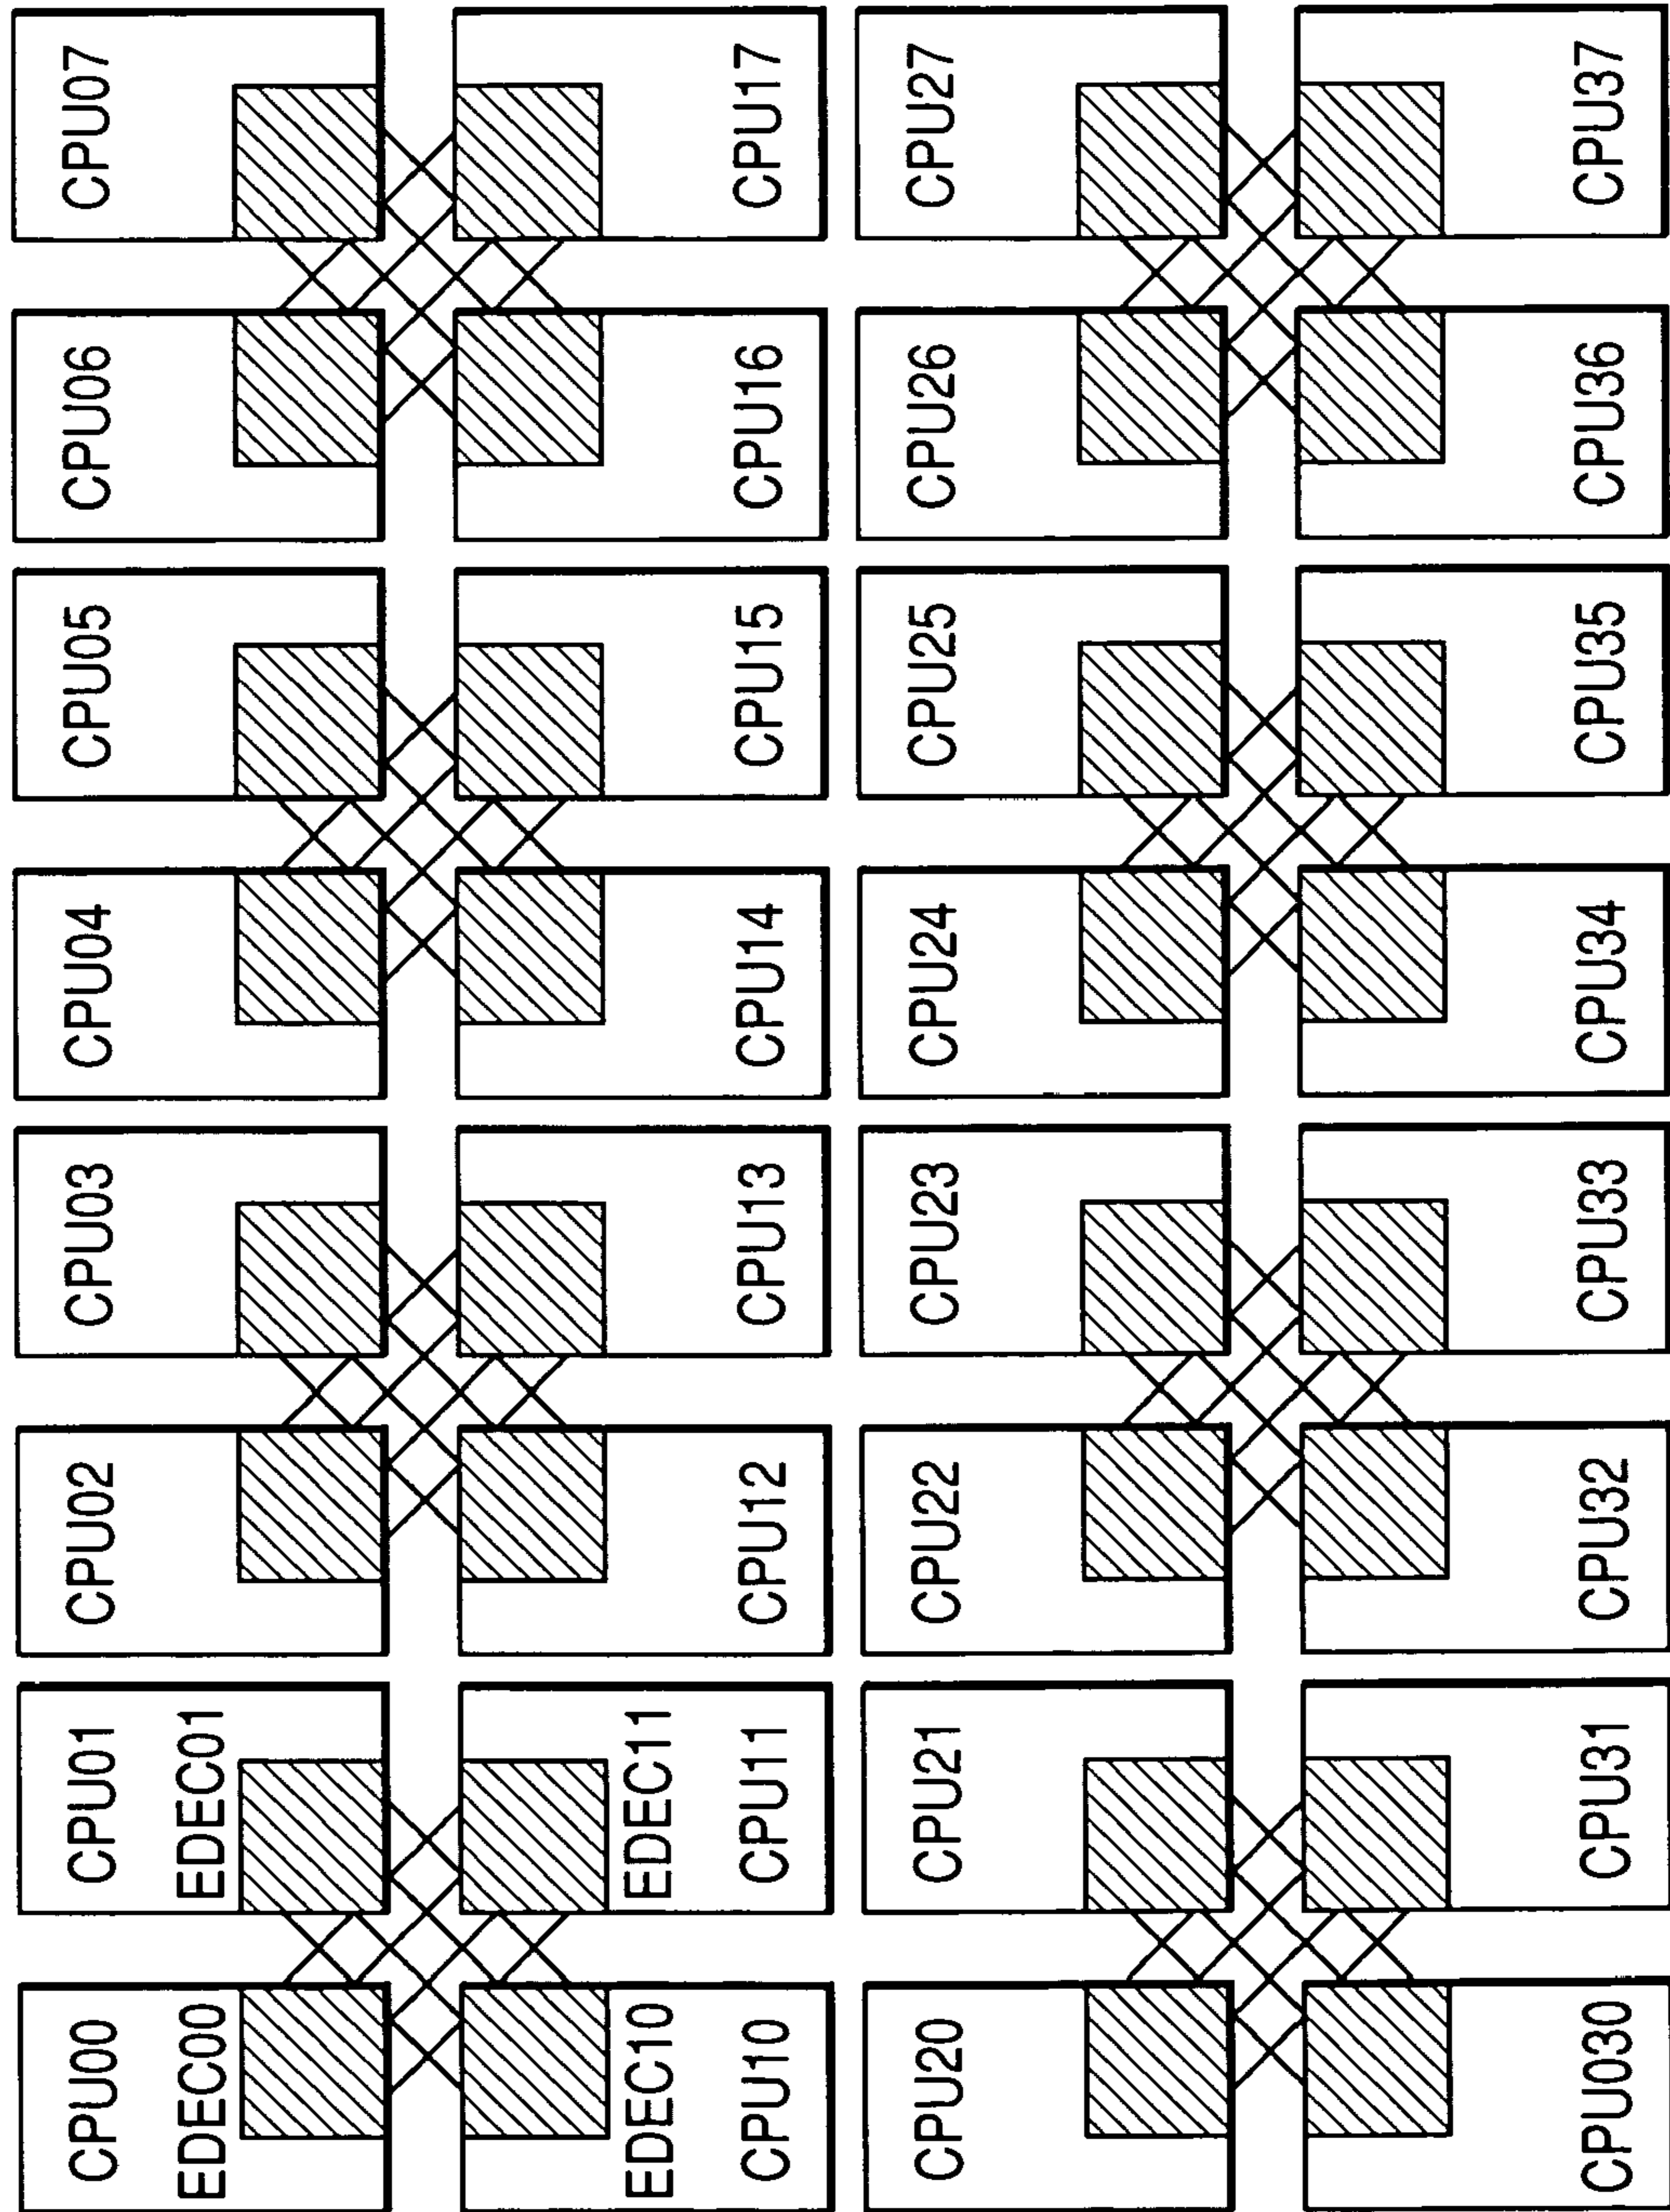 CPU00 CPU01 CPU02 CPU03 CPU04 CPU05 CPU06 CPU07
EDEC00 EDEC01
EDEC10 EDEC11
CPU10 CPU11 CPU12 CPU13 CPU14 CPU15 CPU16 CPU17
CPU20 CPU21 CPU22 CPU23 CPU24 CPU25 CPU26 CPU27
CPU030 CPU31 CPU32 CPU33 CPU34 CPU35 CPU36 CPU37